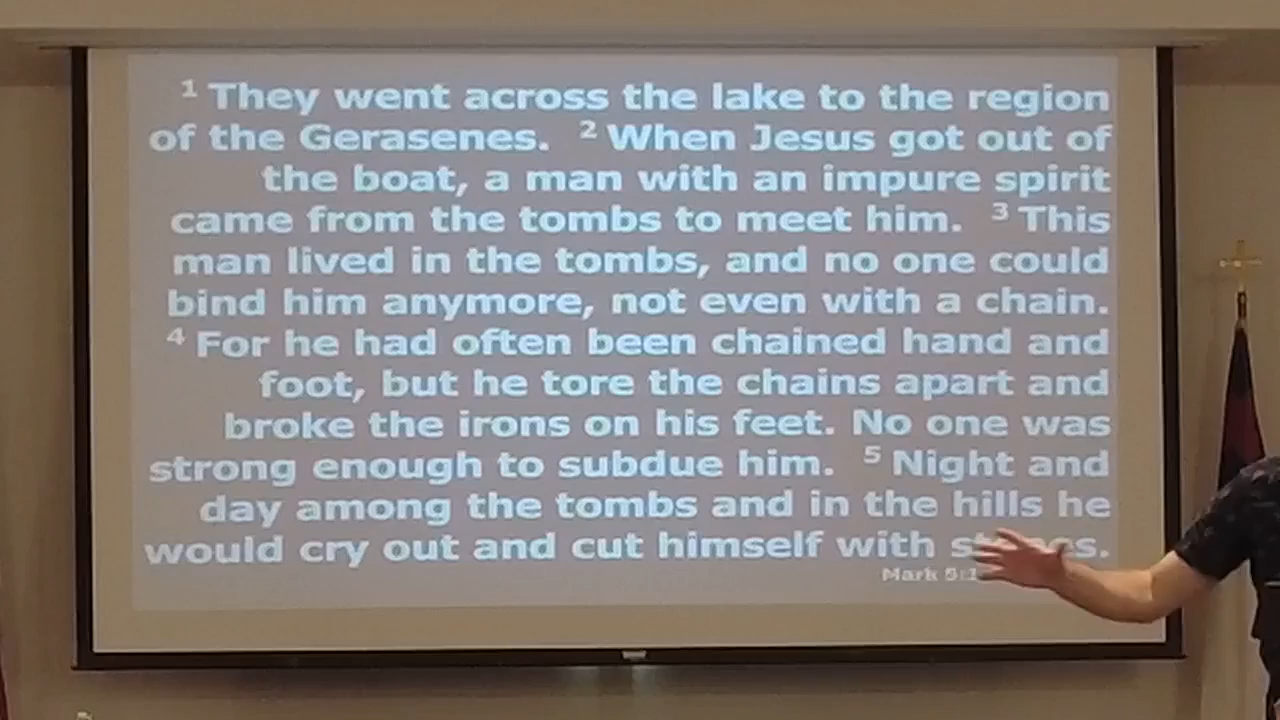 1 They went across the lake to the region
of the Gerasenes. 2 When Jesus got out of
the boat, a man with an impure spirit
came from the tombs to meet him. 3 This
man lived in the tombs, and no one could
bind him anymore, not even with a chain.
4 For he had often been chained hand and
foot, but he tore the chains apart and
broke the irons on his feet. No one was
strong enough to subdue him. 5 Night and
day among the tombs and in the hills he
would cry out and cut himself with
Mark